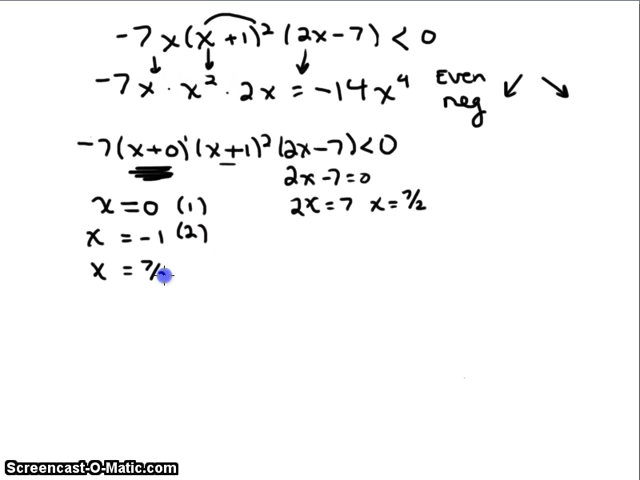 -7x(x+1)²(2x-7) < 0
-7x · x² · 2x = -14x⁴ Even neg ↙ ↘
-7(x+0)¹(x+1)²(2x-7)<0
2x-7=0
x=0 (1) 2x=7 x=7/2
x=-1 (2)
x=7/
Screencast-O-Matic.com